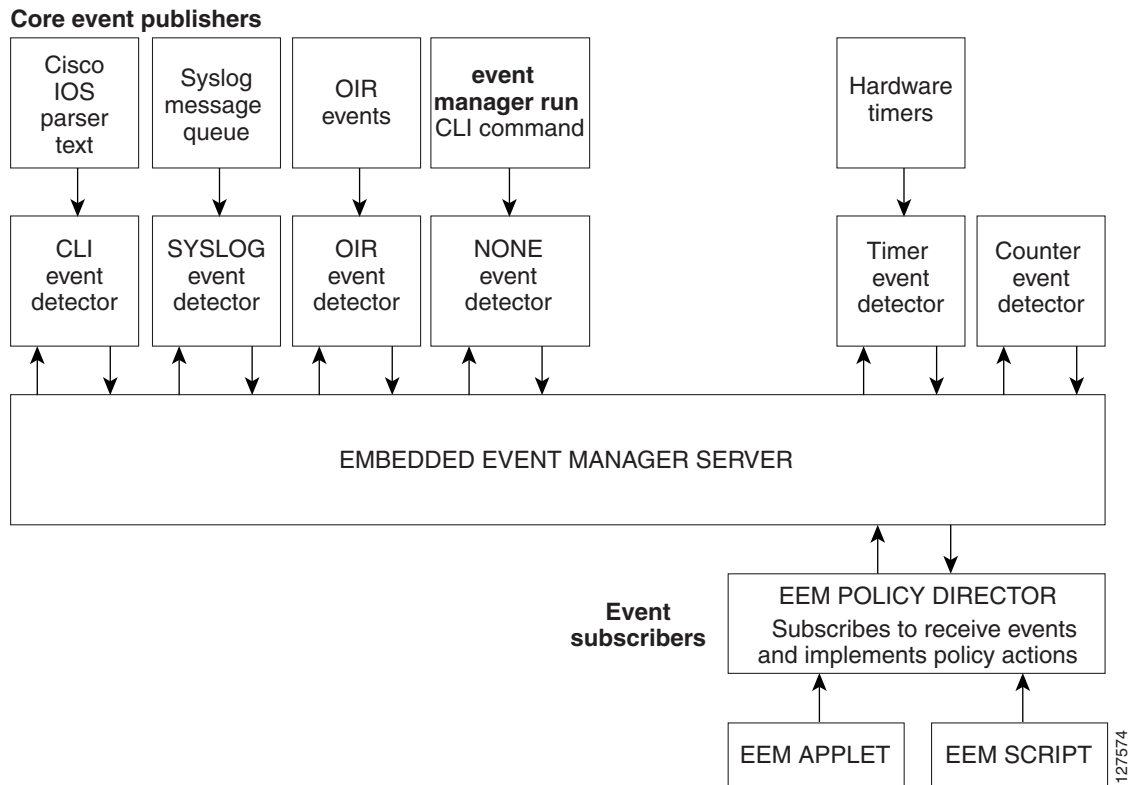 Core event publishers
Cisco
IOS
parser
text
Syslog
message
queue
OIR
events
event
manager run
CLI command
Hardware
timers
CLI
event
detector
SYSLOG
event
detector
OIR
event
detector
NONE
event
detector
Timer
event
detector
Counter
event
detector
EMBEDDED EVENT MANAGER SERVER
Event
subscribers
EEM POLICY DIRECTOR
Subscribes to receive events
and implements policy actions
EEM APPLET
EEM SCRIPT
127574